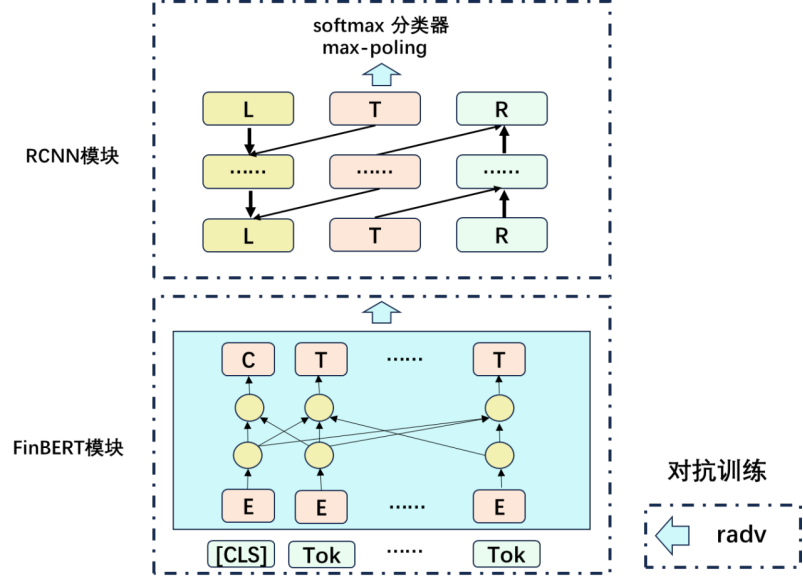 softmax 分类器
max-poling
L T R
RCNN模块
…… …… ……
L T R
C T …… T
FinBERT模块
E E …… E
[CLS] Tok …… Tok
对抗训练
radv